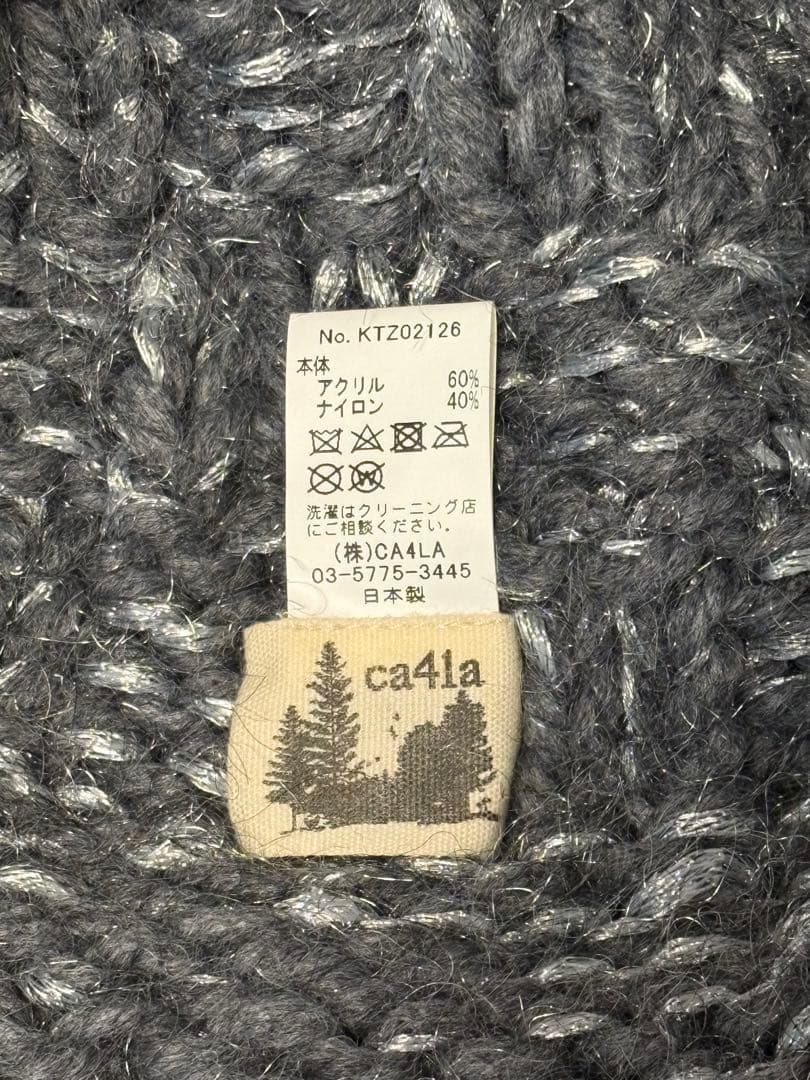 No. KTZ02126
本体
アクリル 60%
ナイロン 40%
W
洗濯はクリーニング店
にご相談ください。
(株)CA4LA
03-5775-3445
日本製
ca4la